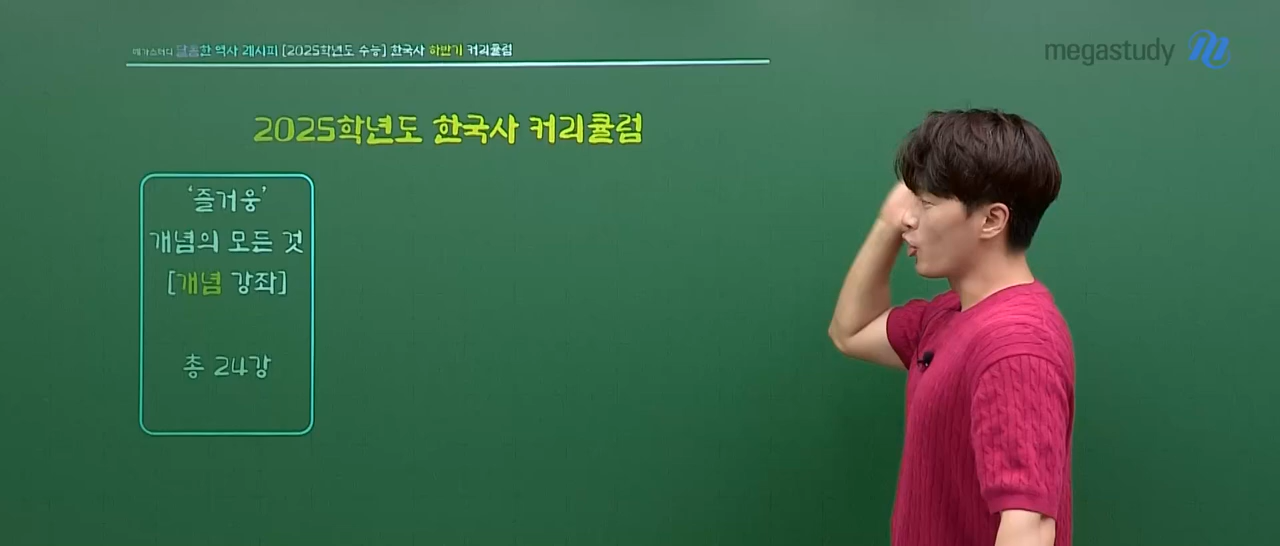 메가스터디 달콤한 역사 레시피 [2025학년도 수능] 한국사 하반기 커리큘럼
megastudy
2025학년도 한국사 커리큘럼
‘즐거웅’
개념의 모든 것
[개념 강좌]
총 24강